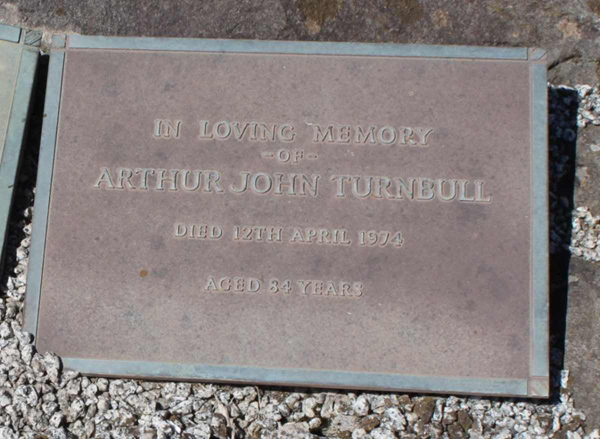 IN LOVING MEMORY
-OF-
ARTHUR JOHN TURNBULL
DIED 12TH APRIL 1974
AGED 84 YEARS